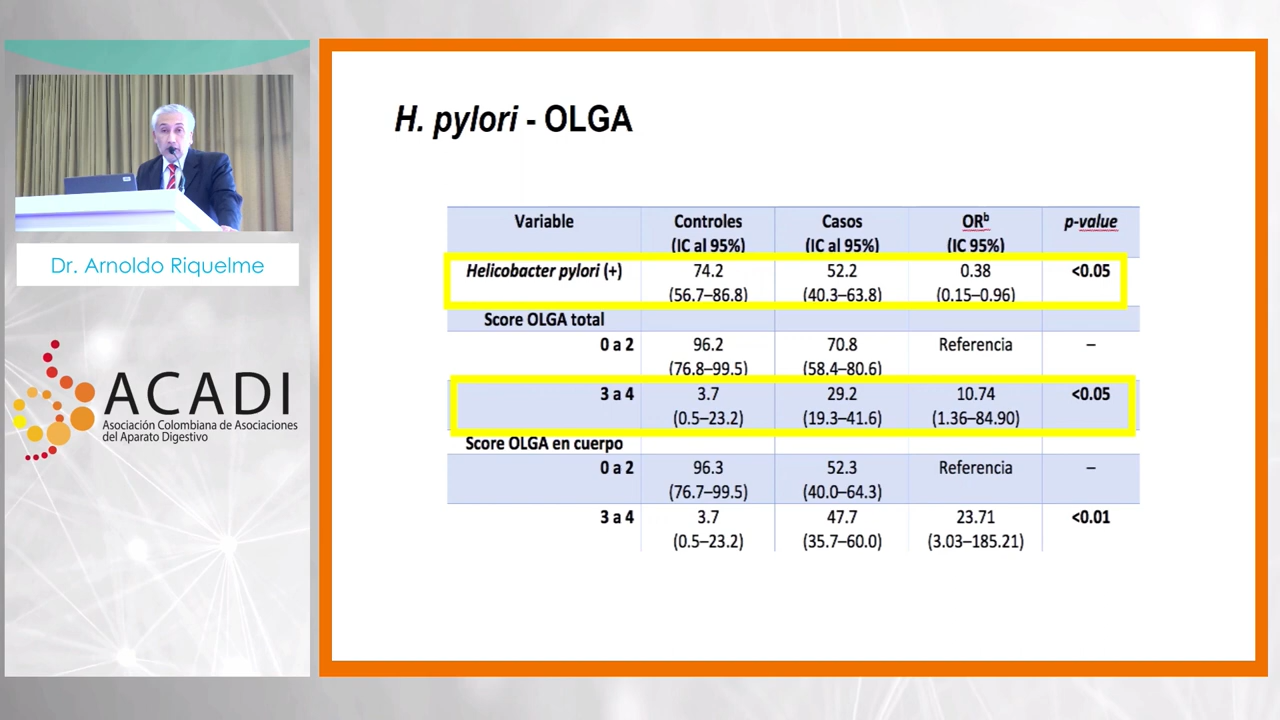 H. pylori - OLGA
Dr. Arnoldo Riquelme
ACADI
Asociación Colombiana de Asociaciones
del Aparato Digestivo
Variable Controles (IC al 95%) Casos (IC al 95%) ORb (IC 95%) p-value
Helicobacter pylori (+) 74.2 (56.7–86.8) 52.2 (40.3–63.8) 0.38 (0.15–0.96) <0.05
Score OLGA total
0 a 2 96.2 (76.8–99.5) 70.8 (58.4–80.6) Referencia –
3 a 4 3.7 (0.5–23.2) 29.2 (19.3–41.6) 10.74 (1.36–84.90) <0.05
Score OLGA en cuerpo
0 a 2 96.3 (76.7–99.5) 52.3 (40.0–64.3) Referencia –
3 a 4 3.7 (0.5–23.2) 47.7 (35.7–60.0) 23.71 (3.03–185.21) <0.01